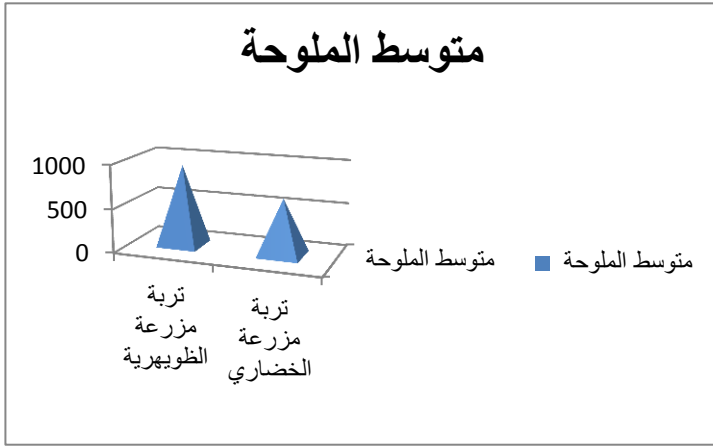 متوسط الملوحة
1000
500
0
متوسط الملوحة
متوسط الملوحة
تربة
مزرعة
الظويهرية
تربة
مزرعة
الخضاري